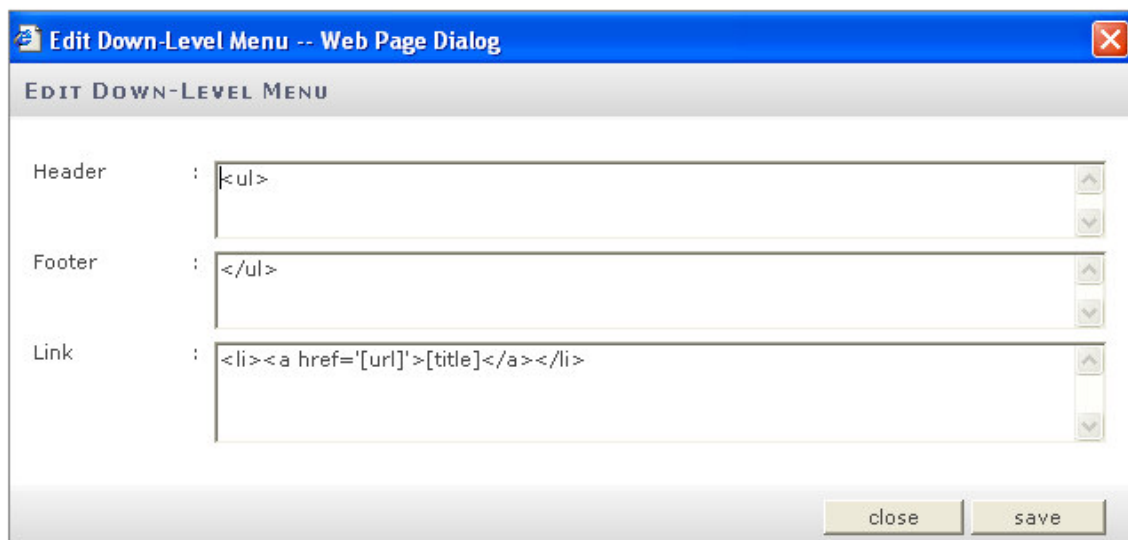 Edit Down-Level Menu -- Web Page Dialog
EDIT DOWN-LEVEL MENU
Header : <ul>
Footer : </ul>
Link : <li><a href='[url]'>[title]</a></li>
close save